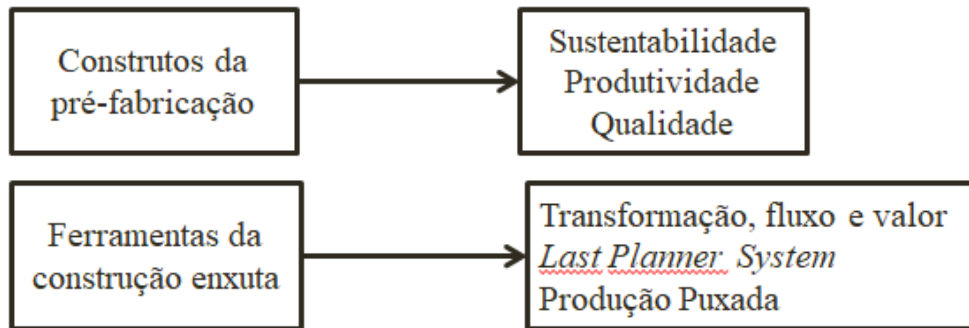 Construtos da
pré-fabricação
Sustentabilidade
Produtividade
Qualidade
Ferramentas da
construção enxuta
Transformação, fluxo e valor
Last Planner System
Produção Puxada